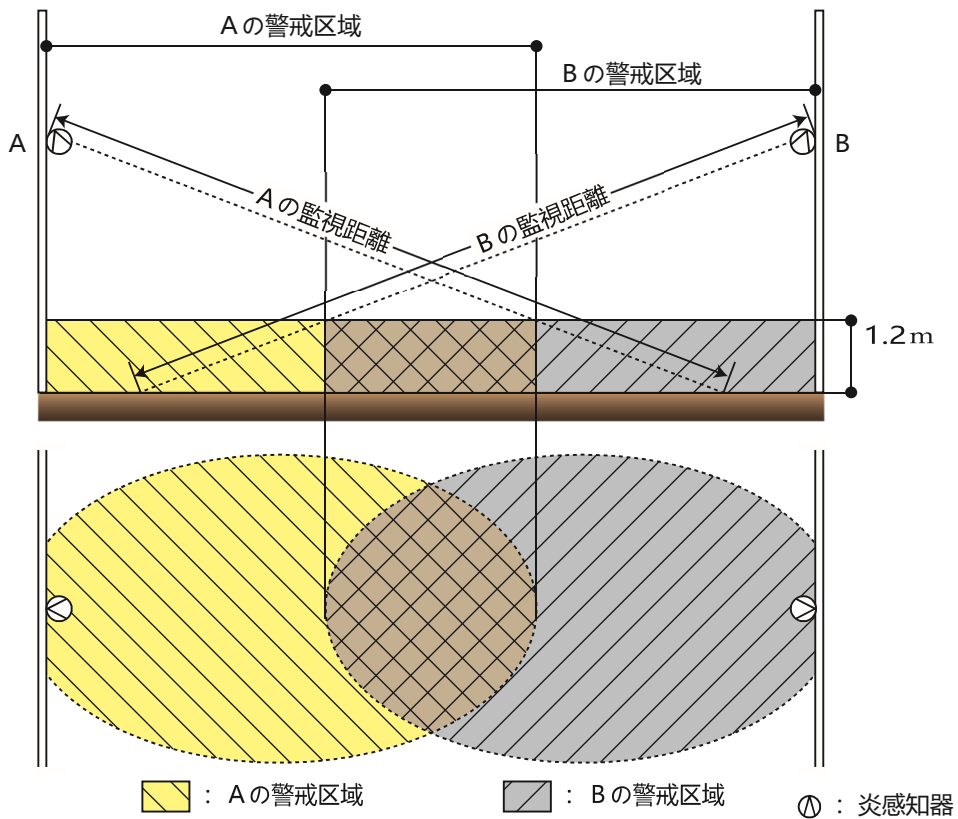 Aの警戒区域
Bの警戒区域
A
B
Aの監視距離
Bの監視距離
1.2m
：Aの警戒区域
：Bの警戒区域
：炎感知器